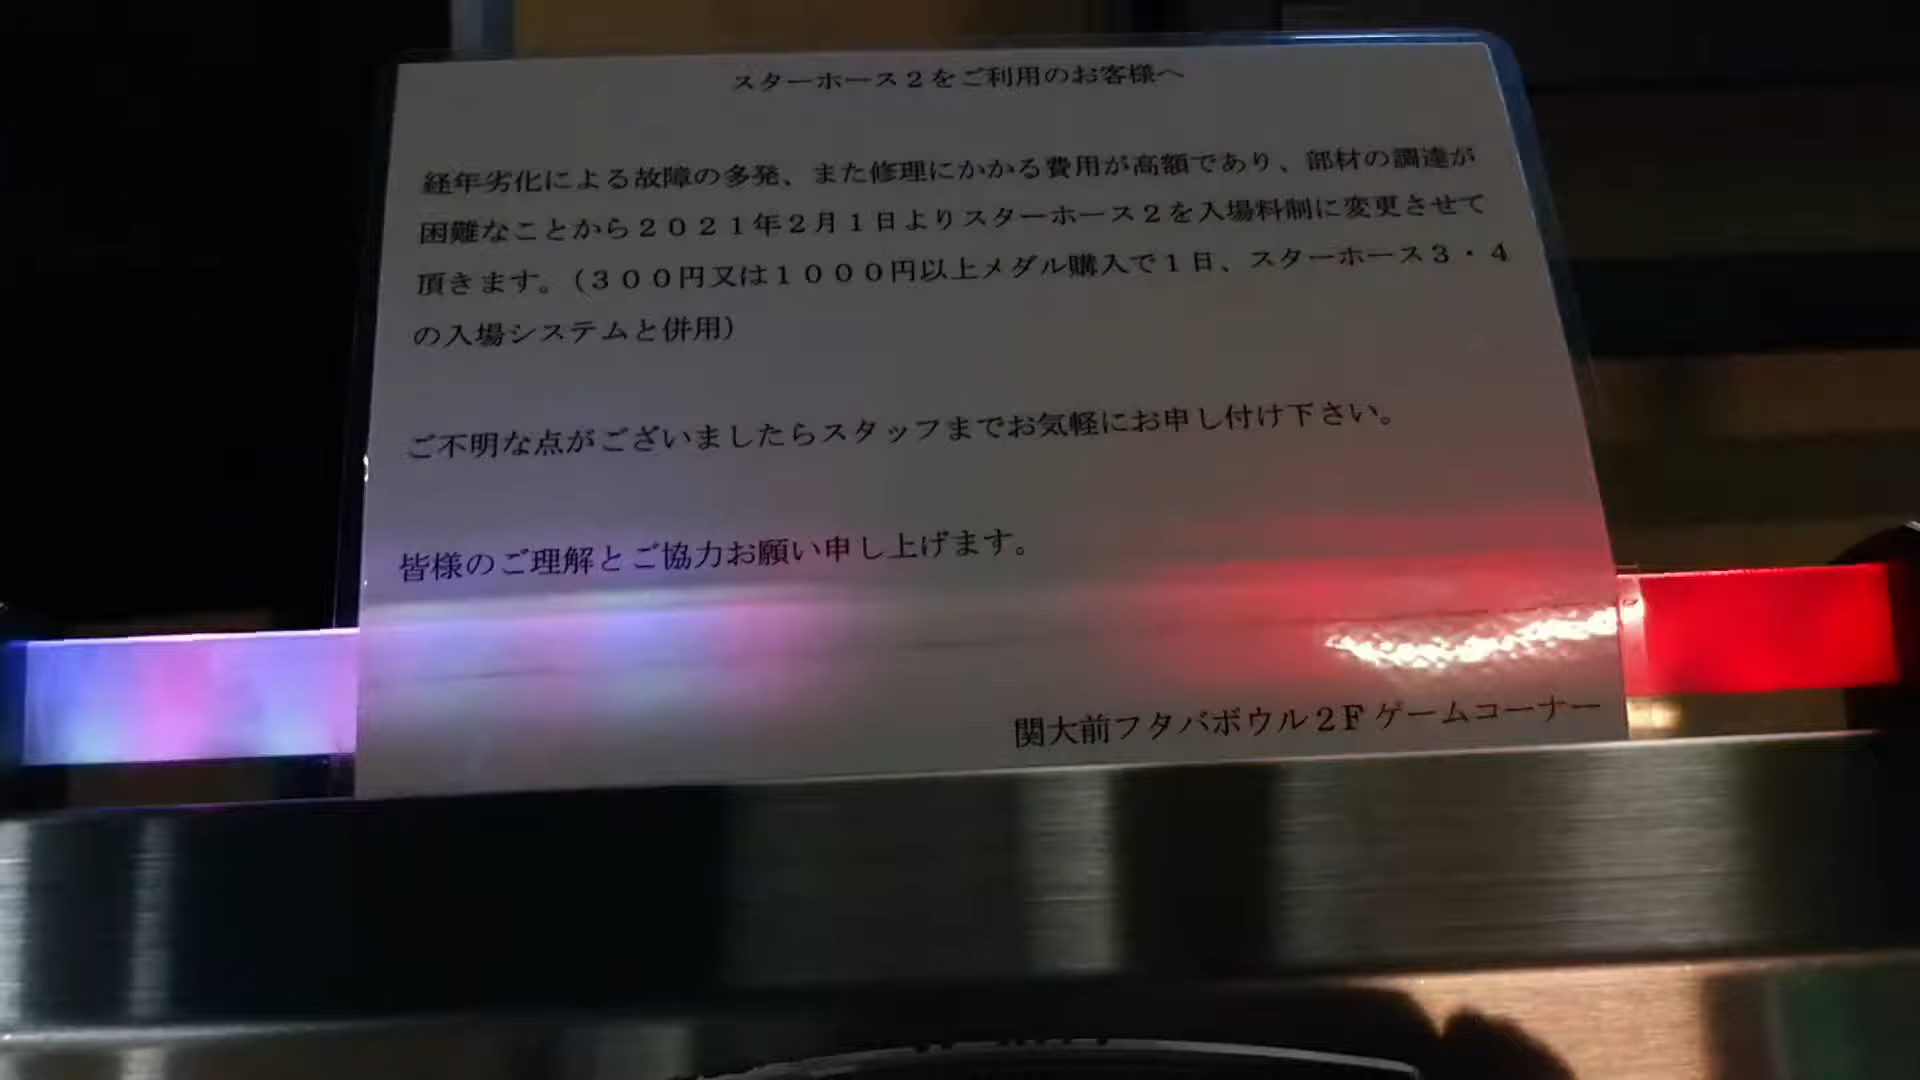 スターホース２をご利用のお客様へ
経年劣化による故障の多発、また修理にかかる費用が高額であり、部材の調達が
困難なことから２０２１年２月１日よりスターホース２を入場料制に変更させて
頂きます。（３００円又は１０００円以上メダル購入で１日、スターホース３・４
の入場システムと併用）
ご不明な点がございましたらスタッフまでお気軽にお申し付け下さい。
皆様のご理解とご協力お願い申し上げます。
関大前フタバボウル２Ｆゲームコーナー